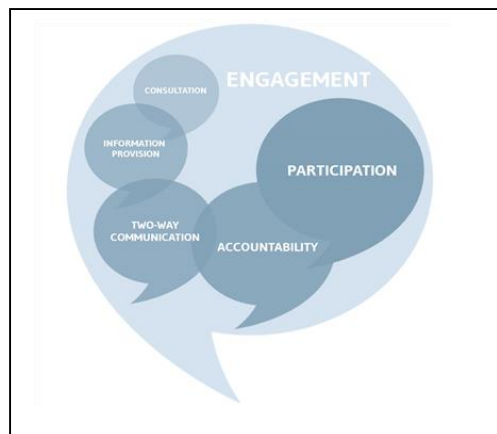 ENGAGEMENT
CONSULTATION
INFORMATION
PROVISION
PARTICIPATION
TWO-WAY
COMMUNICATION
ACCOUNTABILITY